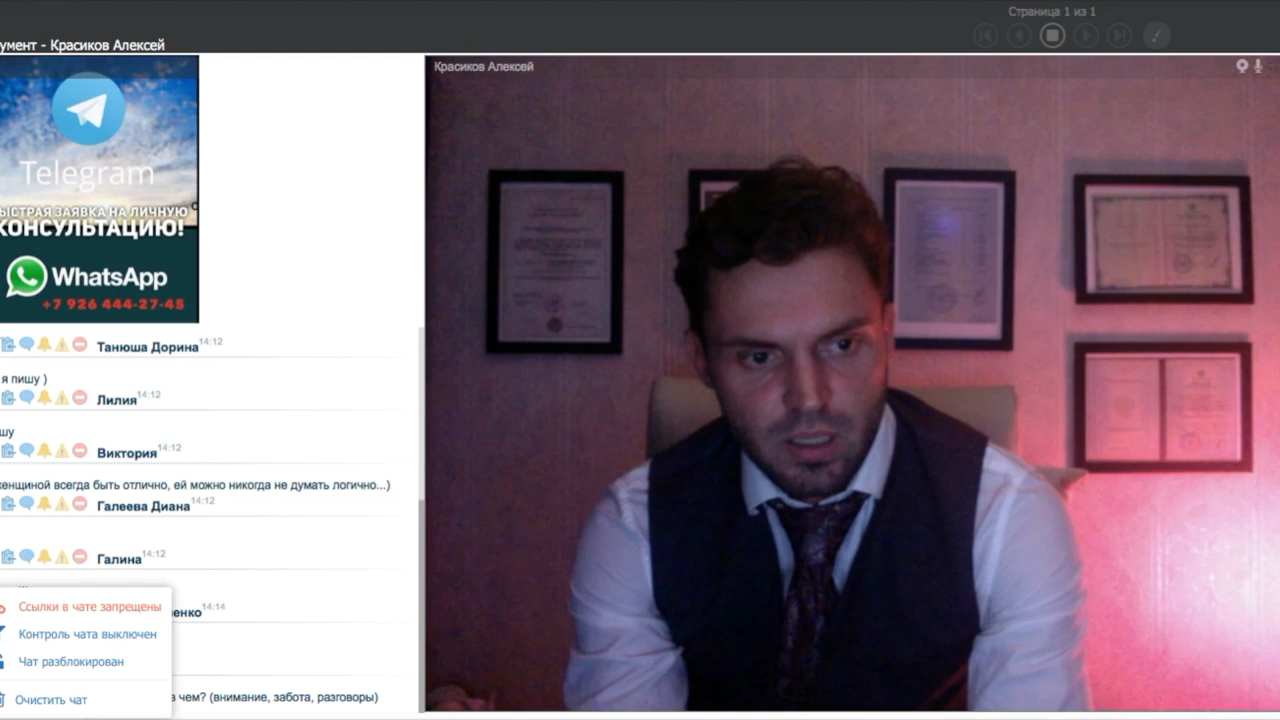 Страница 1 из 1
умент - Красиков Алексей
Красиков Алексей
Telegram
ЫСТРАЯ ЗАЯВКА НА ЛИЧНУЮ
КОНСУЛЬТАЦИЮ!
WhatsApp
+7 926 444-27-45
Танюша Дорина 14:12
я пишу )
Лилия 14:12
шу
Виктория 14:12
женщиной всегда быть отлично, ей можно никогда не думать логично...)
Галеева Диана 14:12
Галина 14:12
Ссылки в чате запрещены
енко 14:14
Контроль чата выключен
Чат разблокирован
в чем? (внимание, забота, разговоры)
Очистить чат